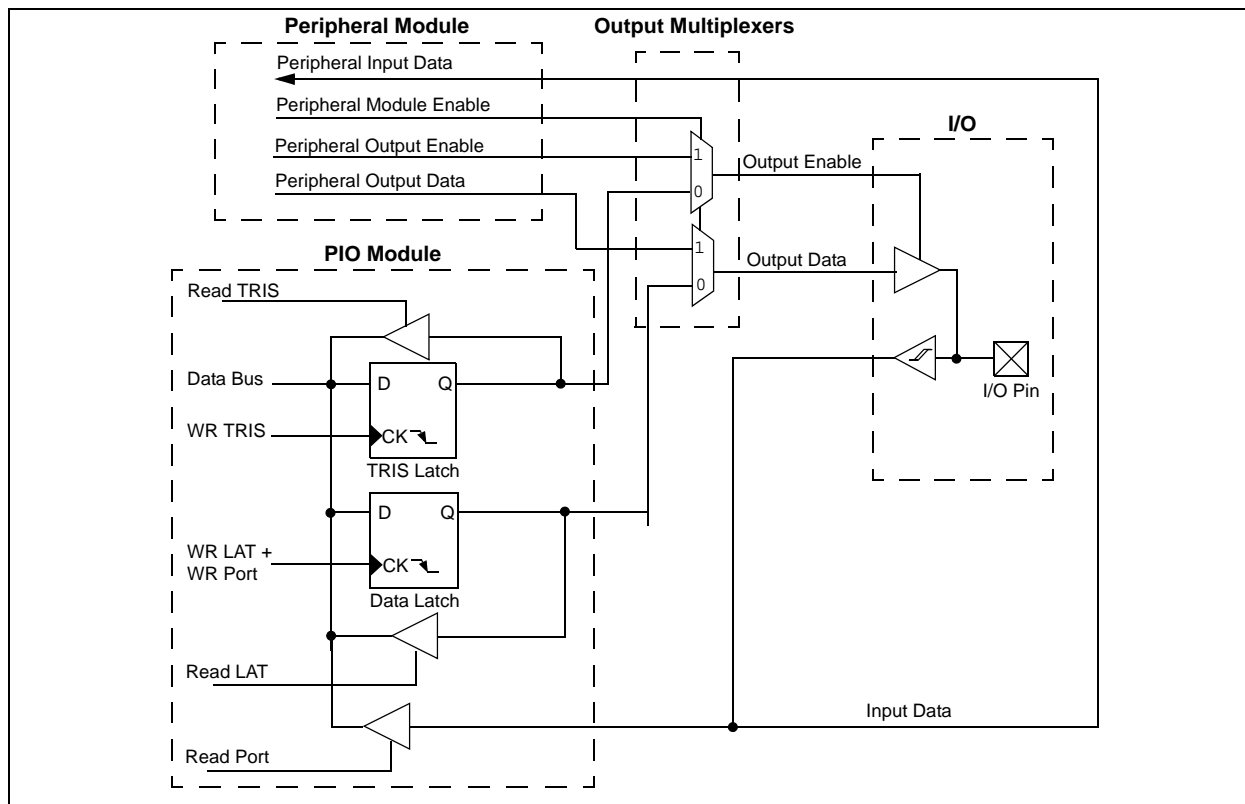 Peripheral Module
Output Multiplexers
Peripheral Input Data
Peripheral Module Enable
Peripheral Output Enable
Peripheral Output Data
1
0
1
0
Output Enable
Output Data
I/O
I/O Pin
PIO Module
Read TRIS
Data Bus
WR TRIS
D
Q
CK
TRIS Latch
D
Q
CK
Data Latch
WR LAT +
WR Port
Read LAT
Read Port
Input Data